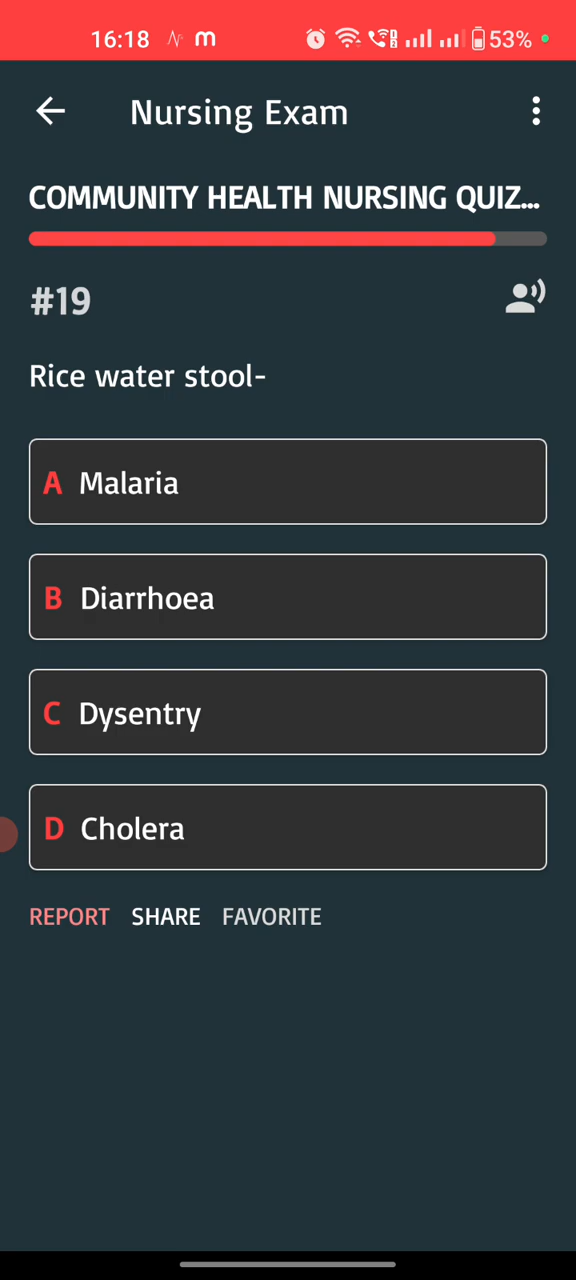 16:18 m 53%
Nursing Exam
COMMUNITY HEALTH NURSING QUIZ...
#19
Rice water stool-
A Malaria
B Diarrhoea
C Dysentry
D Cholera
REPORT SHARE FAVORITE